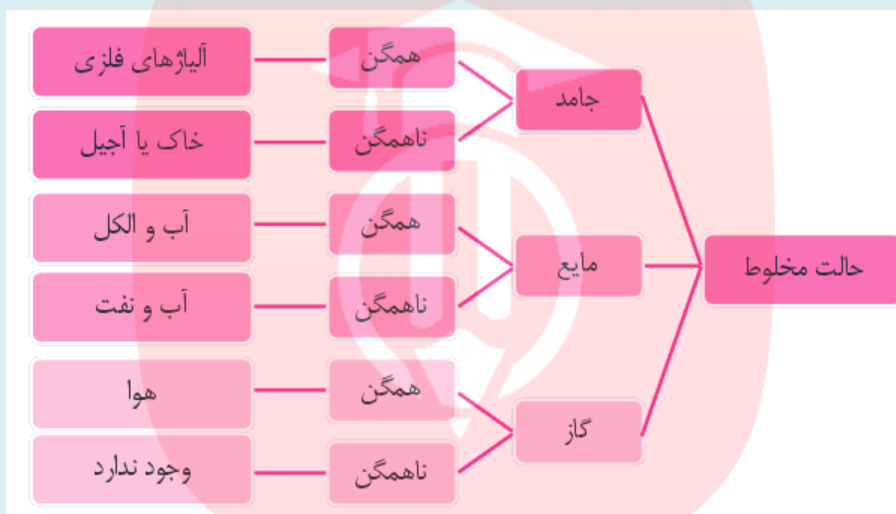 حالت مخلوط
جامد
همگن
آلیاژهای فلزی
ناهمگن
خاک یا آجیل
مایع
همگن
آب و الکل
ناهمگن
آب و نفت
گاز
همگن
هوا
ناهمگن
وجود ندارد